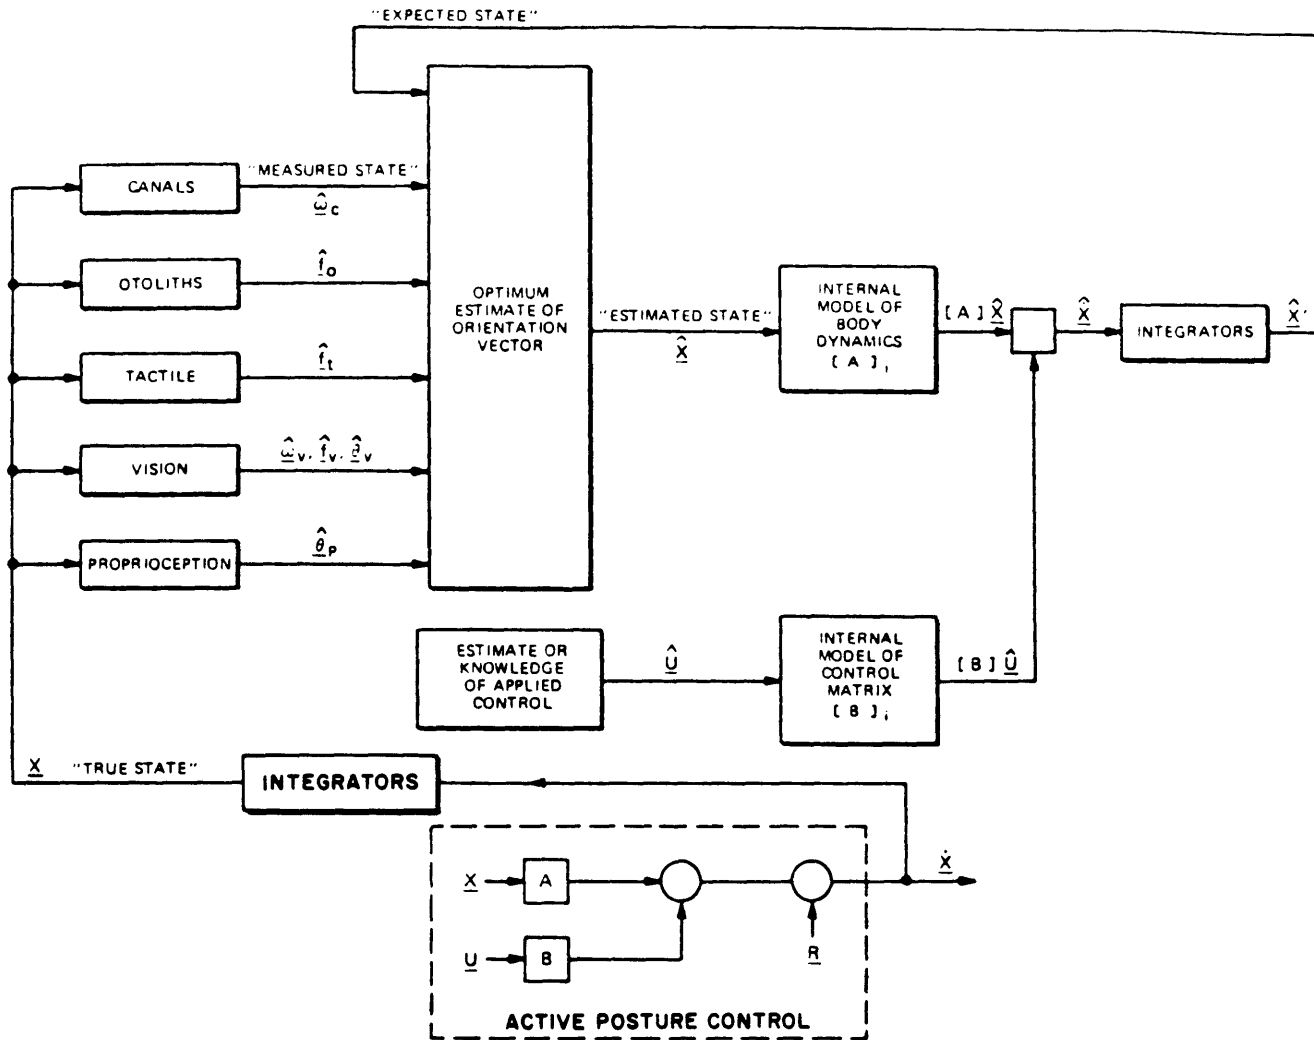 "EXPECTED STATE"
CANALS
"MEASURED STATE"
ω̂c
OTOLITHS
f̂o
TACTILE
f̂t
VISION
ω̂v, f̂v, θ̂v
PROPRIOCEPTION
θ̂p
OPTIMUM
ESTIMATE OF
ORIENTATION
VECTOR
"ESTIMATED STATE"
X̂
INTERNAL
MODEL OF
BODY
DYNAMICS
[A]i
[A] X̂
X̂̇
INTEGRATORS
X̂'
ESTIMATE OR
KNOWLEDGE
OF APPLIED
CONTROL
Û
INTERNAL
MODEL OF
CONTROL
MATRIX
[B]i
[B] Û
X "TRUE STATE"
INTEGRATORS
X
A
Ẋ
U
B
R
ACTIVE POSTURE CONTROL